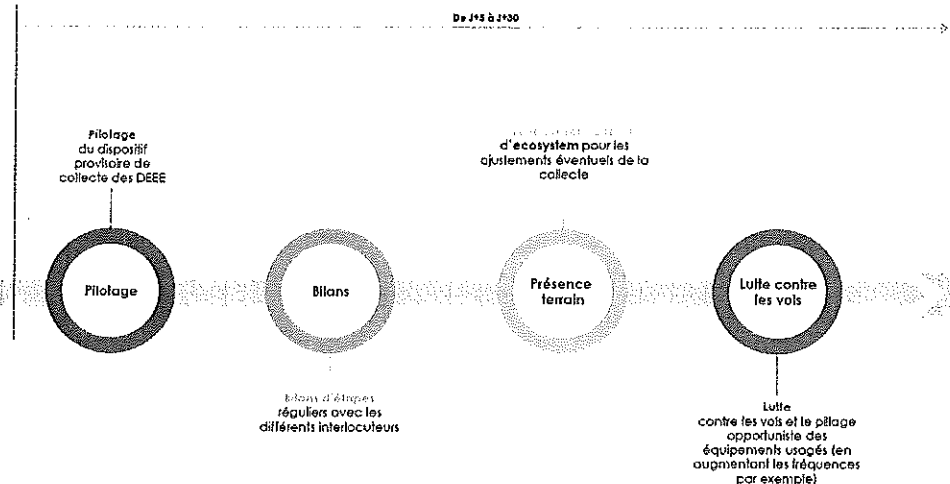 De J+5 à J+30
Pilotage
du dispositif
provisoire de
collecte des DEEE
d'ecosystem pour les
ajustements éventuels de la
collecte
Pilotage
Bilans
Présence
terrain
Lutte contre
les vols
Bilans d'étapes
réguliers avec les
différents interlocuteurs
Lutte
contre les vols et le pillage
opportuniste des
équipements usagés (en
augmentant les fréquences
par exemple)